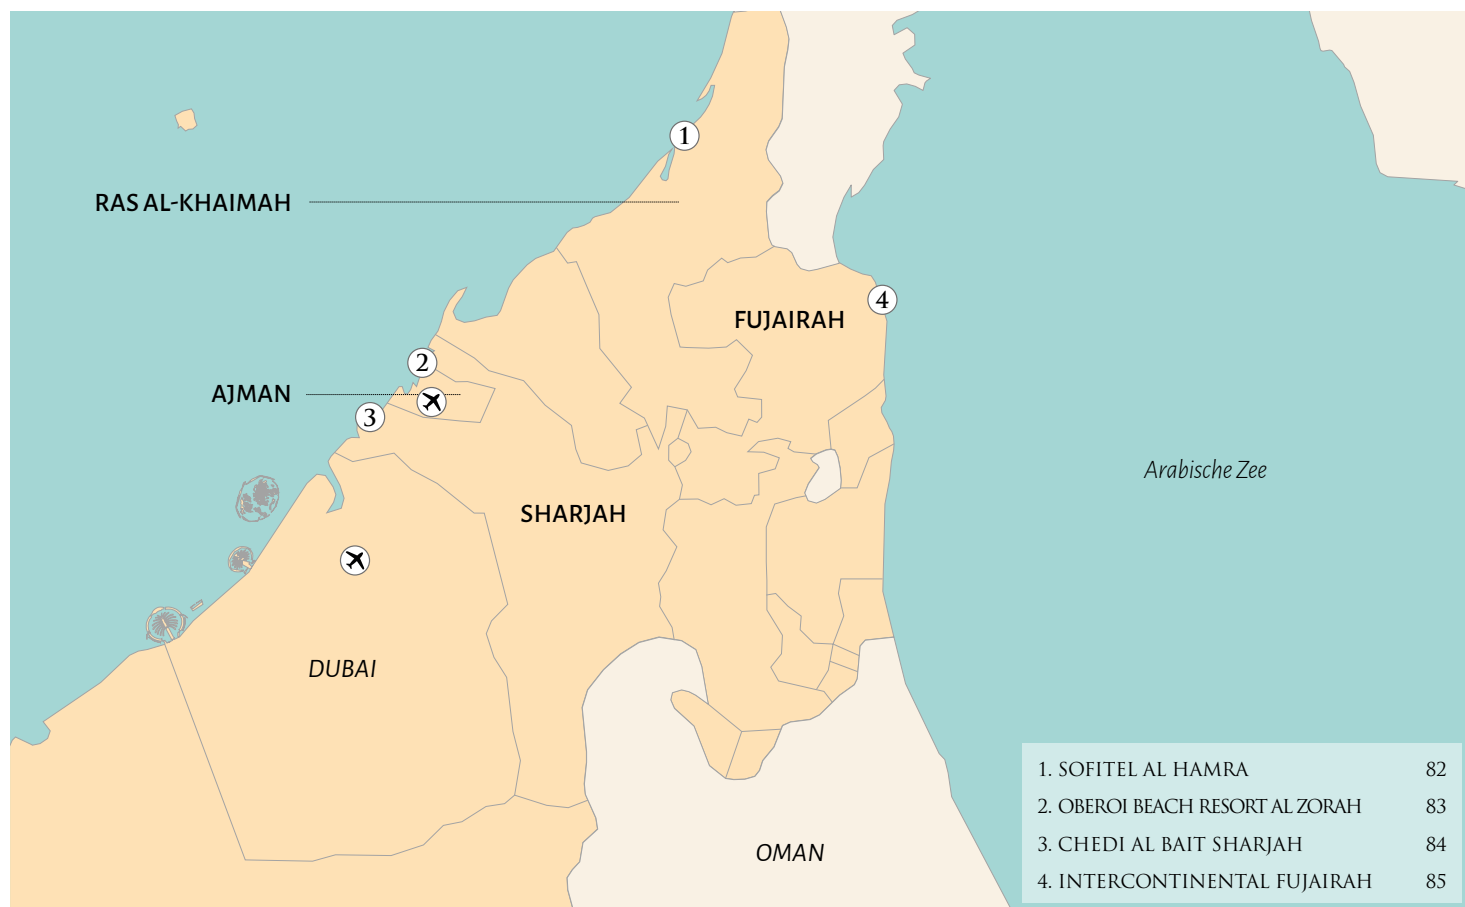 1
RAS AL-KHAIMAH
4
FUJAIRAH
2
AJMAN
3
Arabische Zee
SHARJAH
DUBAI
OMAN
1. SOFITEL AL HAMRA 82
2. OBEROI BEACH RESORT AL ZORAH 83
3. CHEDI AL BAIT SHARJAH 84
4. INTERCONTINENTAL FUJAIRAH 85